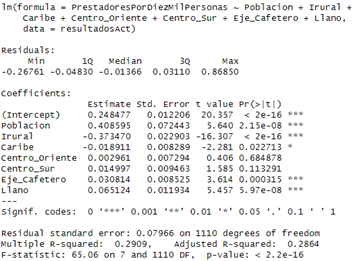 lm(formula = PrestadoresPorDiezMilPersonas ~ Poblacion + Irural +
    Caribe + Centro_Oriente + Centro_Sur + Eje_Cafetero + Llano,
    data = resultadosAct)
Residuals:
     Min       1Q   Median       3Q      Max
-0.26761 -0.04830 -0.01366  0.03110  0.86850
Coefficients:
                Estimate Std. Error t value Pr(>|t|)
(Intercept)     0.248477   0.012206  20.357  < 2e-16 ***
Poblacion       0.408595   0.072443   5.640 2.15e-08 ***
Irural         -0.373470   0.022903 -16.307  < 2e-16 ***
Caribe         -0.018911   0.008289  -2.281 0.022713 *
Centro_Oriente  0.002961   0.007294   0.406 0.684878
Centro_Sur      0.014997   0.009463   1.585 0.113291
Eje_Cafetero    0.030814   0.008525   3.614 0.000315 ***
Llano           0.065124   0.011934   5.457 5.97e-08 ***
---
Signif. codes:  0 ‘***’ 0.001 ‘**’ 0.01 ‘*’ 0.05 ‘.’ 0.1 ‘ ’ 1
Residual standard error: 0.07966 on 1110 degrees of freedom
Multiple R-squared:  0.2909,	Adjusted R-squared:  0.2864
F-statistic: 65.06 on 7 and 1110 DF,  p-value: < 2.2e-16